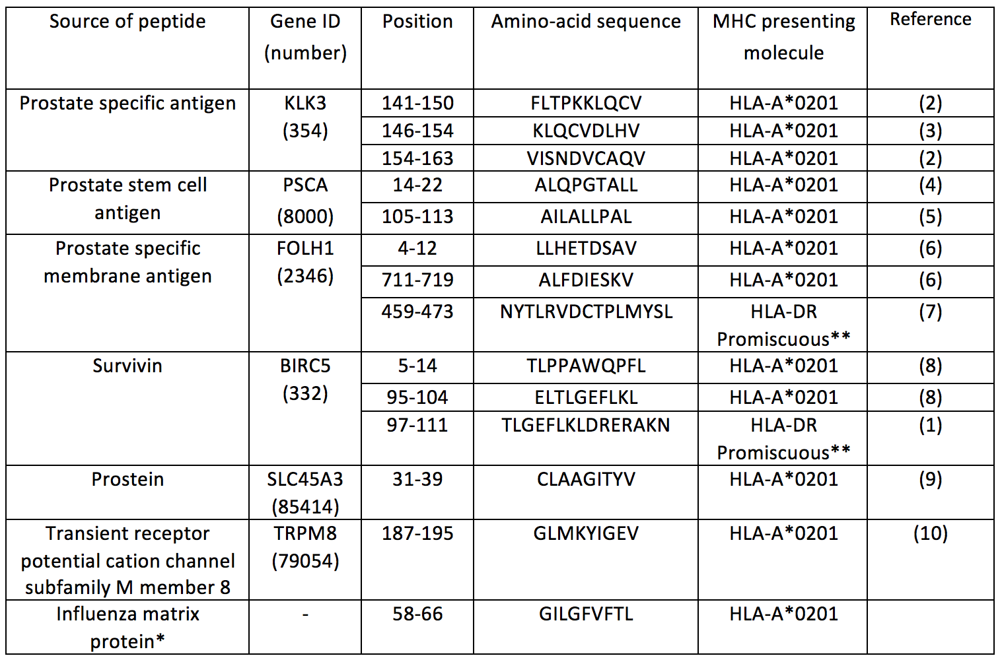 Source of peptide Gene ID Position Amino-acid sequence MHC presenting Reference
(number) molecule
Prostate specific antigen KLK3 141-150 FLTPKKLQCV HLA-A*0201 (2)
(354) 146-154 KLQCVDLHV HLA-A*0201 (3)
154-163 VISNDVCAQV HLA-A*0201 (2)
Prostate stem cell PSCA 14-22 ALQPGTALL HLA-A*0201 (4)
antigen (8000) 105-113 AILALLPAL HLA-A*0201 (5)
Prostate specific FOLH1 4-12 LLHETDSAV HLA-A*0201 (6)
membrane antigen (2346) 711-719 ALFDIESKV HLA-A*0201 (6)
459-473 NYTLRVDCTPLMYSL HLA-DR (7)
Promiscuous**
Survivin BIRC5 5-14 TLPPAWQPFL HLA-A*0201 (8)
(332) 95-104 ELTLGEFLKL HLA-A*0201 (8)
97-111 TLGEFLKLDRERAKN HLA-DR (1)
Promiscuous**
Prostein SLC45A3 31-39 CLAAGITYV HLA-A*0201 (9)
(85414)
Transient receptor TRPM8 187-195 GLMKYIGEV HLA-A*0201 (10)
potential cation channel (79054)
subfamily M member 8
Influenza matrix - 58-66 GILGFVFTL HLA-A*0201
protein*